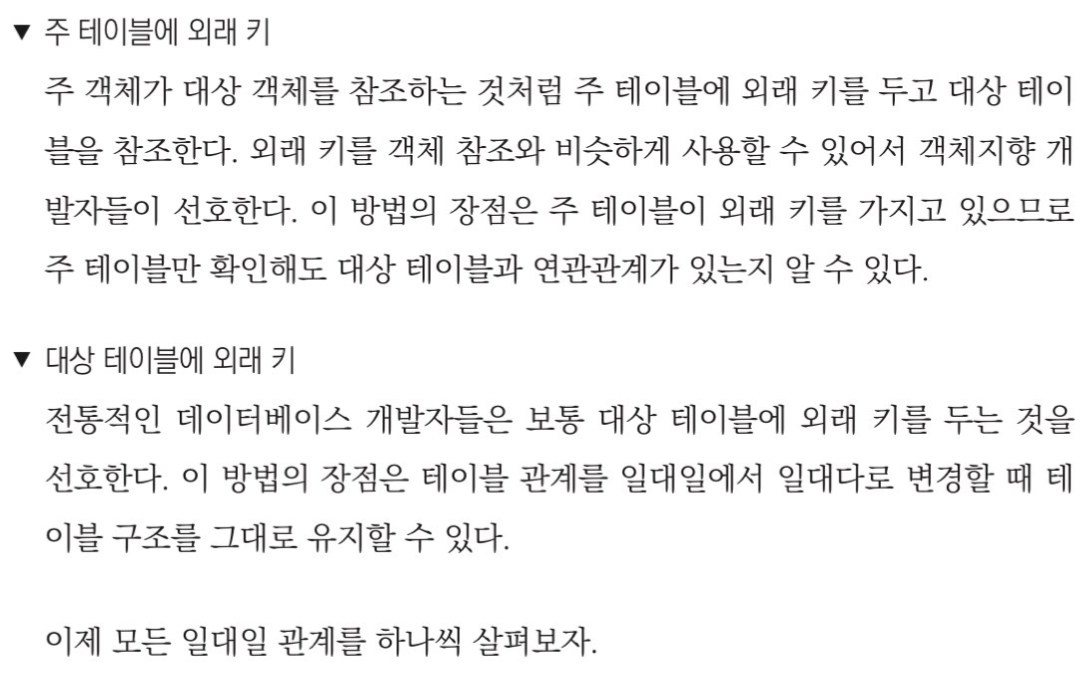 ▼ 주 테이블에 외래 키
주 객체가 대상 객체를 참조하는 것처럼 주 테이블에 외래 키를 두고 대상 테이
블을 참조한다. 외래 키를 객체 참조와 비슷하게 사용할 수 있어서 객체지향 개
발자들이 선호한다. 이 방법의 장점은 주 테이블이 외래 키를 가지고 있으므로
주 테이블만 확인해도 대상 테이블과 연관관계가 있는지 알 수 있다.
▼ 대상 테이블에 외래 키
전통적인 데이터베이스 개발자들은 보통 대상 테이블에 외래 키를 두는 것을
선호한다. 이 방법의 장점은 테이블 관계를 일대일에서 일대다로 변경할 때 테
이블 구조를 그대로 유지할 수 있다.
이제 모든 일대일 관계를 하나씩 살펴보자.